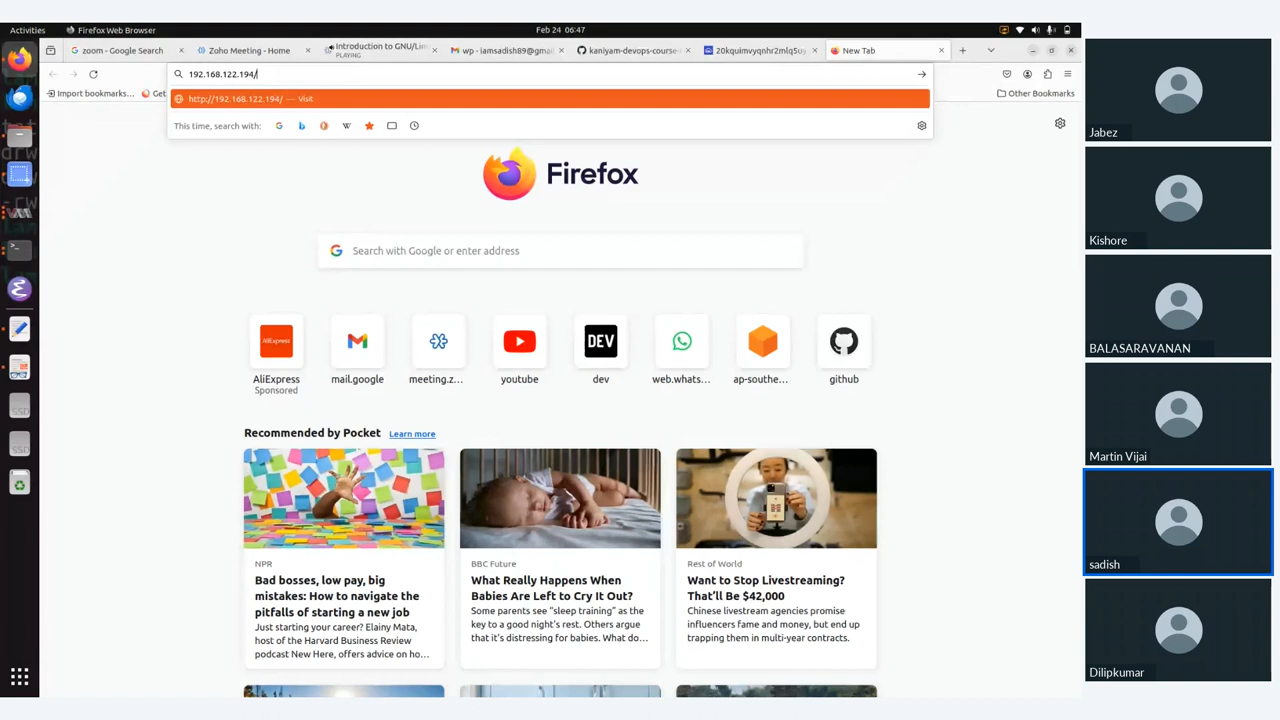 Activities
Firefox Web Browser
Feb 24 06:47
zoom - Google Search
Zoho Meeting - Home
Introduction to GNU/Lin
PLAYING
wp - iamsadish89@gmai
kaniyam-devops-course-
20kquimvyqnhr2mlq5uy
New Tab
192.168.122.194/
Import bookmarks...
Get
http://192.168.122.194/ — Visit
Other Bookmarks
This time, search with:
Firefox
Search with Google or enter address
AliExpress
AliExpress
Sponsored
mail.google
meeting.z...
youtube
DEV
dev
web.whats...
ap-southe...
github
Recommended by Pocket
Learn more
NPR
Bad bosses, low pay, big
mistakes: How to navigate the
pitfalls of starting a new job
Just starting your career? Elainy Mata,
host of the Harvard Business Review
podcast New Here, offers advice on ho...
BBC Future
What Really Happens When
Babies Are Left to Cry It Out?
Some parents see "sleep training" as the
key to a good night's rest. Others argue
that it's distressing for babies. What do...
Rest of World
Want to Stop Livestreaming?
That'll Be $42,000
Chinese livestream agencies promise
influencers fame and money, but end up
trapping them in multi-year contracts.
SSD
SSD
Jabez
Kishore
BALASARAVANAN
Martin Vijai
sadish
Dilipkumar